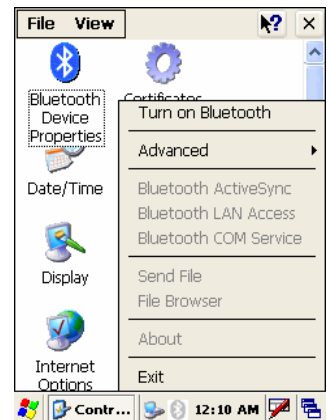 File View
?
Bluetooth
Device
Properties
Certificates
Date/Time
Display
Internet
Options
Turn on Bluetooth
Advanced
Bluetooth ActiveSync
Bluetooth LAN Access
Bluetooth COM Service
Send File
File Browser
About
Exit
Contr... 12:10 AM